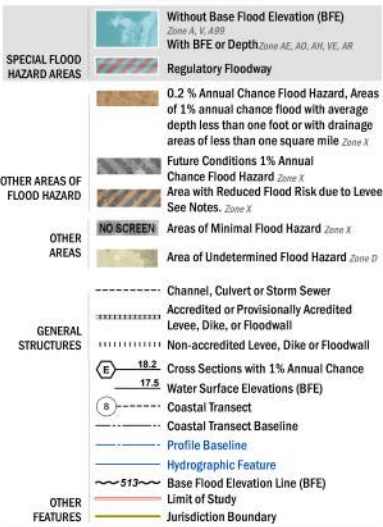 Without Base Flood Elevation (BFE)
Zone A, V, A99
With BFE or Depth Zone AE, AO, AH, VE, AR
SPECIAL FLOOD
HAZARD AREAS
Regulatory Floodway
0.2 % Annual Chance Flood Hazard, Areas
of 1% annual chance flood with average
depth less than one foot or with drainage
areas of less than one square mile Zone X
Future Conditions 1% Annual
Chance Flood Hazard Zone X
OTHER AREAS OF
FLOOD HAZARD
Area with Reduced Flood Risk due to Levee
See Notes. Zone X
OTHER
AREAS
NO SCREEN Areas of Minimal Flood Hazard Zone X
Area of Undetermined Flood Hazard Zone D
GENERAL
STRUCTURES
Channel, Culvert or Storm Sewer
Accredited or Provisionally Acredited
Levee, Dike, or Floodwall
Non-accredited Levee, Dike or Floodwall
E 18.2 Cross Sections with 1% Annual Chance
17.5 Water Surface Elevations (BFE)
8 Coastal Transect
Coastal Transect Baseline
Profile Baseline
Hydrographic Feature
513 Base Flood Elevation Line (BFE)
OTHER
FEATURES
Limit of Study
Jurisdiction Boundary